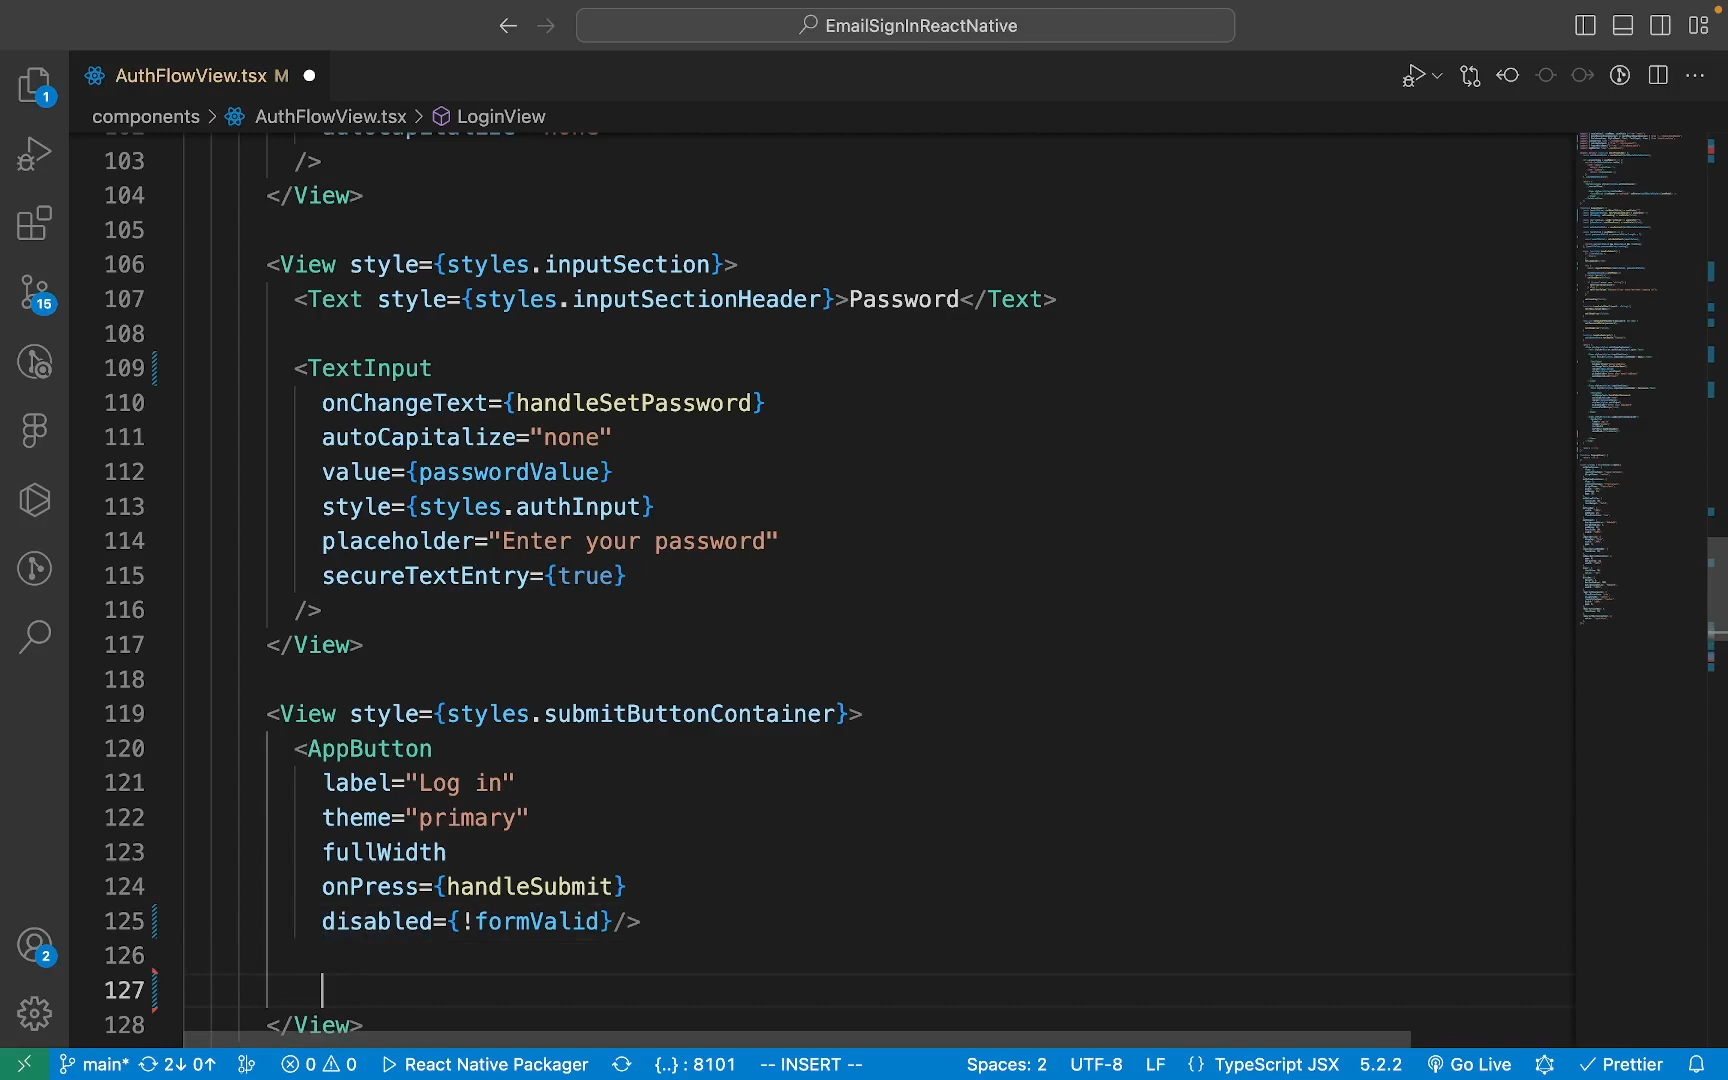 EmailSignInReactNative
AuthFlowView.tsx M
1
components > AuthFlowView.tsx > LoginView
103 />
104 </View>
105
106 <View style={styles.inputSection}>
107 <Text style={styles.inputSectionHeader}>Password</Text>
108
109 <TextInput
110 onChangeText={handleSetPassword}
111 autoCapitalize="none"
112 value={passwordValue}
113 style={styles.authInput}
114 placeholder="Enter your password"
115 secureTextEntry={true}
116 />
117 </View>
118
119 <View style={styles.submitButtonContainer}>
120 <AppButton
121 label="Log in"
122 theme="primary"
123 fullWidth
124 onPress={handleSubmit}
125 disabled={!formValid}/>
126
127
128 </View>
15
2
main* 2↓ 0↑ 0 0 React Native Packager {..} : 8101 -- INSERT -- Spaces: 2 UTF-8 LF {} TypeScript JSX 5.2.2 Go Live Prettier